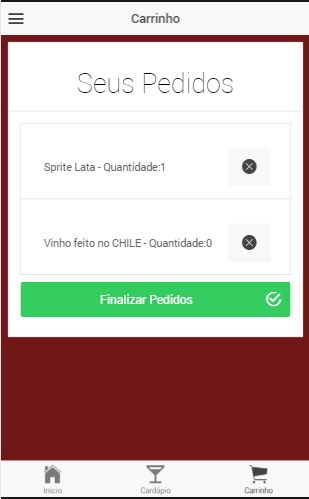 Carrinho
Seus Pedidos
Sprite Lata - Quantidade:1
Vinho feito no CHILE - Quantidade:0
Finalizar Pedidos
Inicio
Cardápio
Carrinho